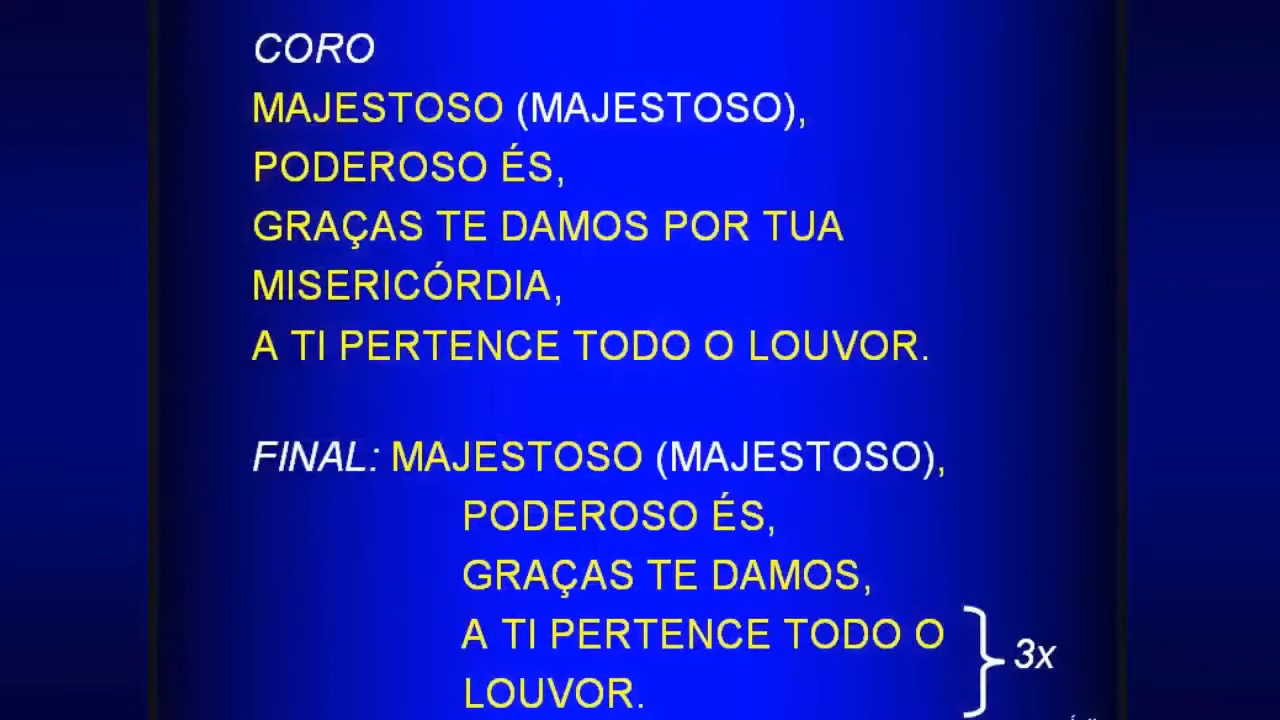 CORO
MAJESTOSO (MAJESTOSO),
PODEROSO ÉS,
GRAÇAS TE DAMOS POR TUA
MISERICÓRDIA,
A TI PERTENCE TODO O LOUVOR.
FINAL: MAJESTOSO (MAJESTOSO),
PODEROSO ÉS,
GRAÇAS TE DAMOS,
A TI PERTENCE TODO O
3x
LOUVOR.